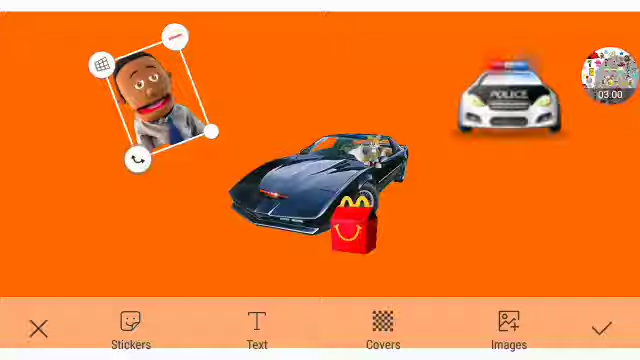 POLICE
03:00
Stickers
Text
Covers
Images